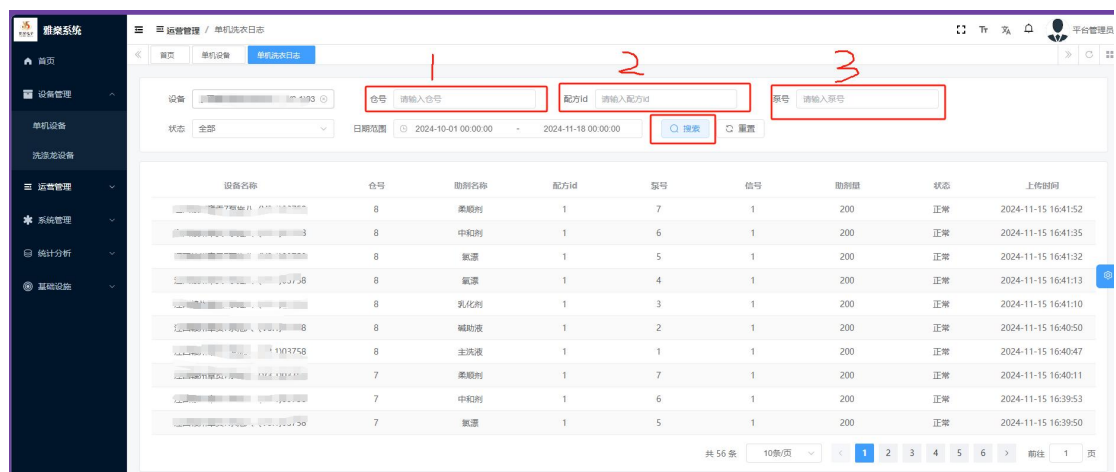 雅燊系统
运营管理 / 单机洗衣日志
平台管理员
首页
首页 单机设备 单机洗衣日志
1 2 3
设备管理
设备 仓号 请输入仓号 配方id 请输入配方id 泵号 请输入泵号
单机设备
状态 全部 日期范围 2024-10-01 00:00:00 - 2024-11-18 00:00:00 搜索 重置
洗涤龙设备
运营管理
系统管理
统计分析
基础设施
设备名称 仓号 助剂名称 配方id 泵号 信号 助剂量 状态 上传时间
8 柔顺剂 1 7 1 200 正常 2024-11-15 16:41:52
8 中和剂 1 6 1 200 正常 2024-11-15 16:41:35
8 氯漂 1 5 1 200 正常 2024-11-15 16:41:32
8 氧漂 1 4 1 200 正常 2024-11-15 16:41:13
8 乳化剂 1 3 1 200 正常 2024-11-15 16:41:10
8 碱助液 1 2 1 200 正常 2024-11-15 16:40:50
8 主洗液 1 1 1 200 正常 2024-11-15 16:40:47
7 柔顺剂 1 7 1 200 正常 2024-11-15 16:40:11
7 中和剂 1 6 1 200 正常 2024-11-15 16:39:53
7 氯漂 1 5 1 200 正常 2024-11-15 16:39:50
共 56 条 10条/页 1 2 3 4 5 6 前往 1 页